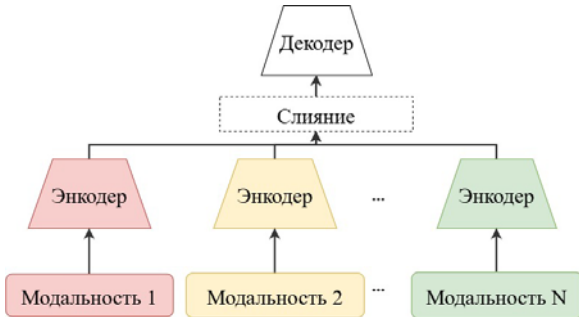 Декодер
Слияние
Энкодер Энкодер ... Энкодер
Модальность 1 Модальность 2 ... Модальность N